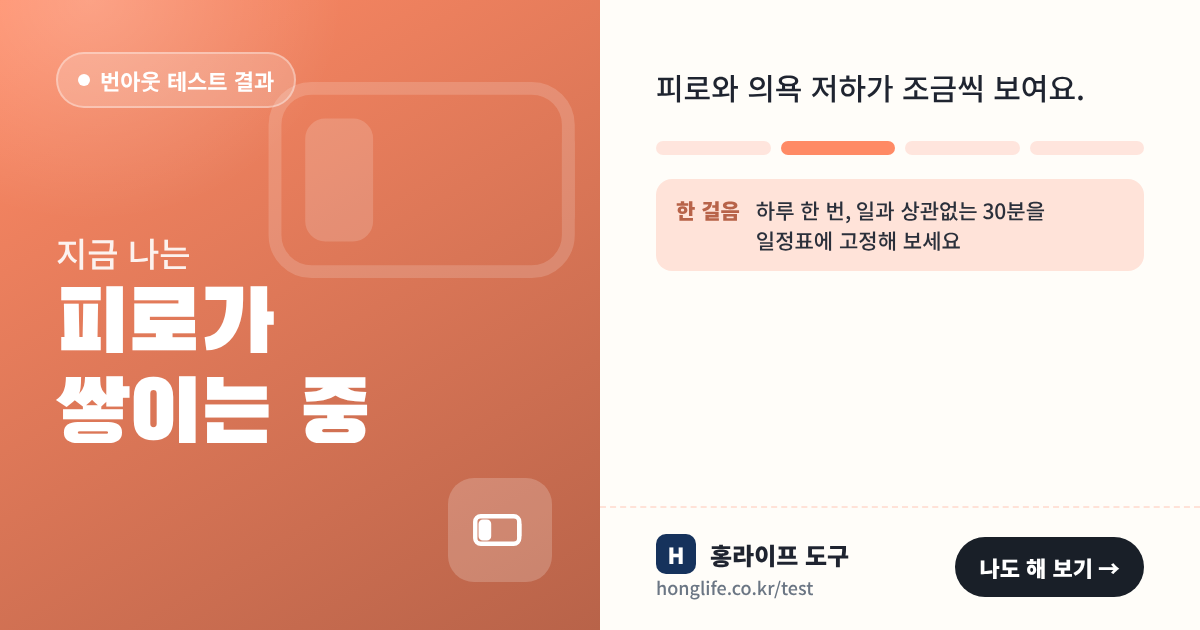 번아웃 테스트 결과
지금 나는
피로가
쌓이는 중
피로와 의욕 저하가 조금씩 보여요.
한 걸음 하루 한 번, 일과 상관없는 30분을
일정표에 고정해 보세요
H 홍라이프 도구
honglife.co.kr/test
나도 해 보기 →